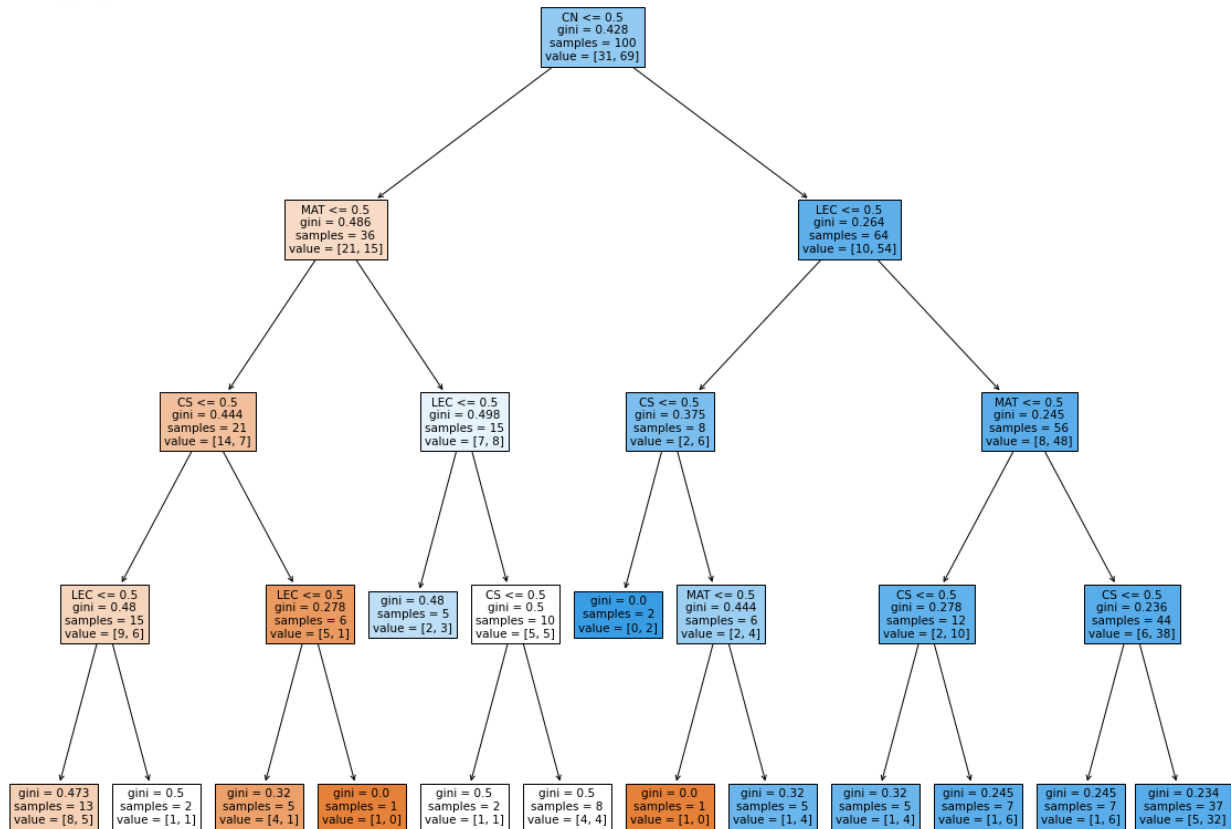 CN <= 0.5
gini = 0.428
samples = 100
value = [31, 69]
MAT <= 0.5
gini = 0.486
samples = 36
value = [21, 15]
LEC <= 0.5
gini = 0.264
samples = 64
value = [10, 54]
CS <= 0.5
gini = 0.444
samples = 21
value = [14, 7]
LEC <= 0.5
gini = 0.498
samples = 15
value = [7, 8]
CS <= 0.5
gini = 0.375
samples = 8
value = [2, 6]
MAT <= 0.5
gini = 0.245
samples = 56
value = [8, 48]
LEC <= 0.5
gini = 0.48
samples = 15
value = [9, 6]
LEC <= 0.5
gini = 0.278
samples = 6
value = [5, 1]
gini = 0.48
samples = 5
value = [2, 3]
CS <= 0.5
gini = 0.5
samples = 10
value = [5, 5]
gini = 0.0
samples = 2
value = [0, 2]
MAT <= 0.5
gini = 0.444
samples = 6
value = [2, 4]
CS <= 0.5
gini = 0.278
samples = 12
value = [2, 10]
CS <= 0.5
gini = 0.236
samples = 44
value = [6, 38]
gini = 0.473
samples = 13
value = [8, 5]
gini = 0.5
samples = 2
value = [1, 1]
gini = 0.32
samples = 5
value = [4, 1]
gini = 0.0
samples = 1
value = [1, 0]
gini = 0.5
samples = 2
value = [1, 1]
gini = 0.5
samples = 8
value = [4, 4]
gini = 0.0
samples = 1
value = [1, 0]
gini = 0.32
samples = 5
value = [1, 4]
gini = 0.32
samples = 5
value = [1, 4]
gini = 0.245
samples = 7
value = [1, 6]
gini = 0.245
samples = 7
value = [1, 6]
gini = 0.234
samples = 37
value = [5, 32]